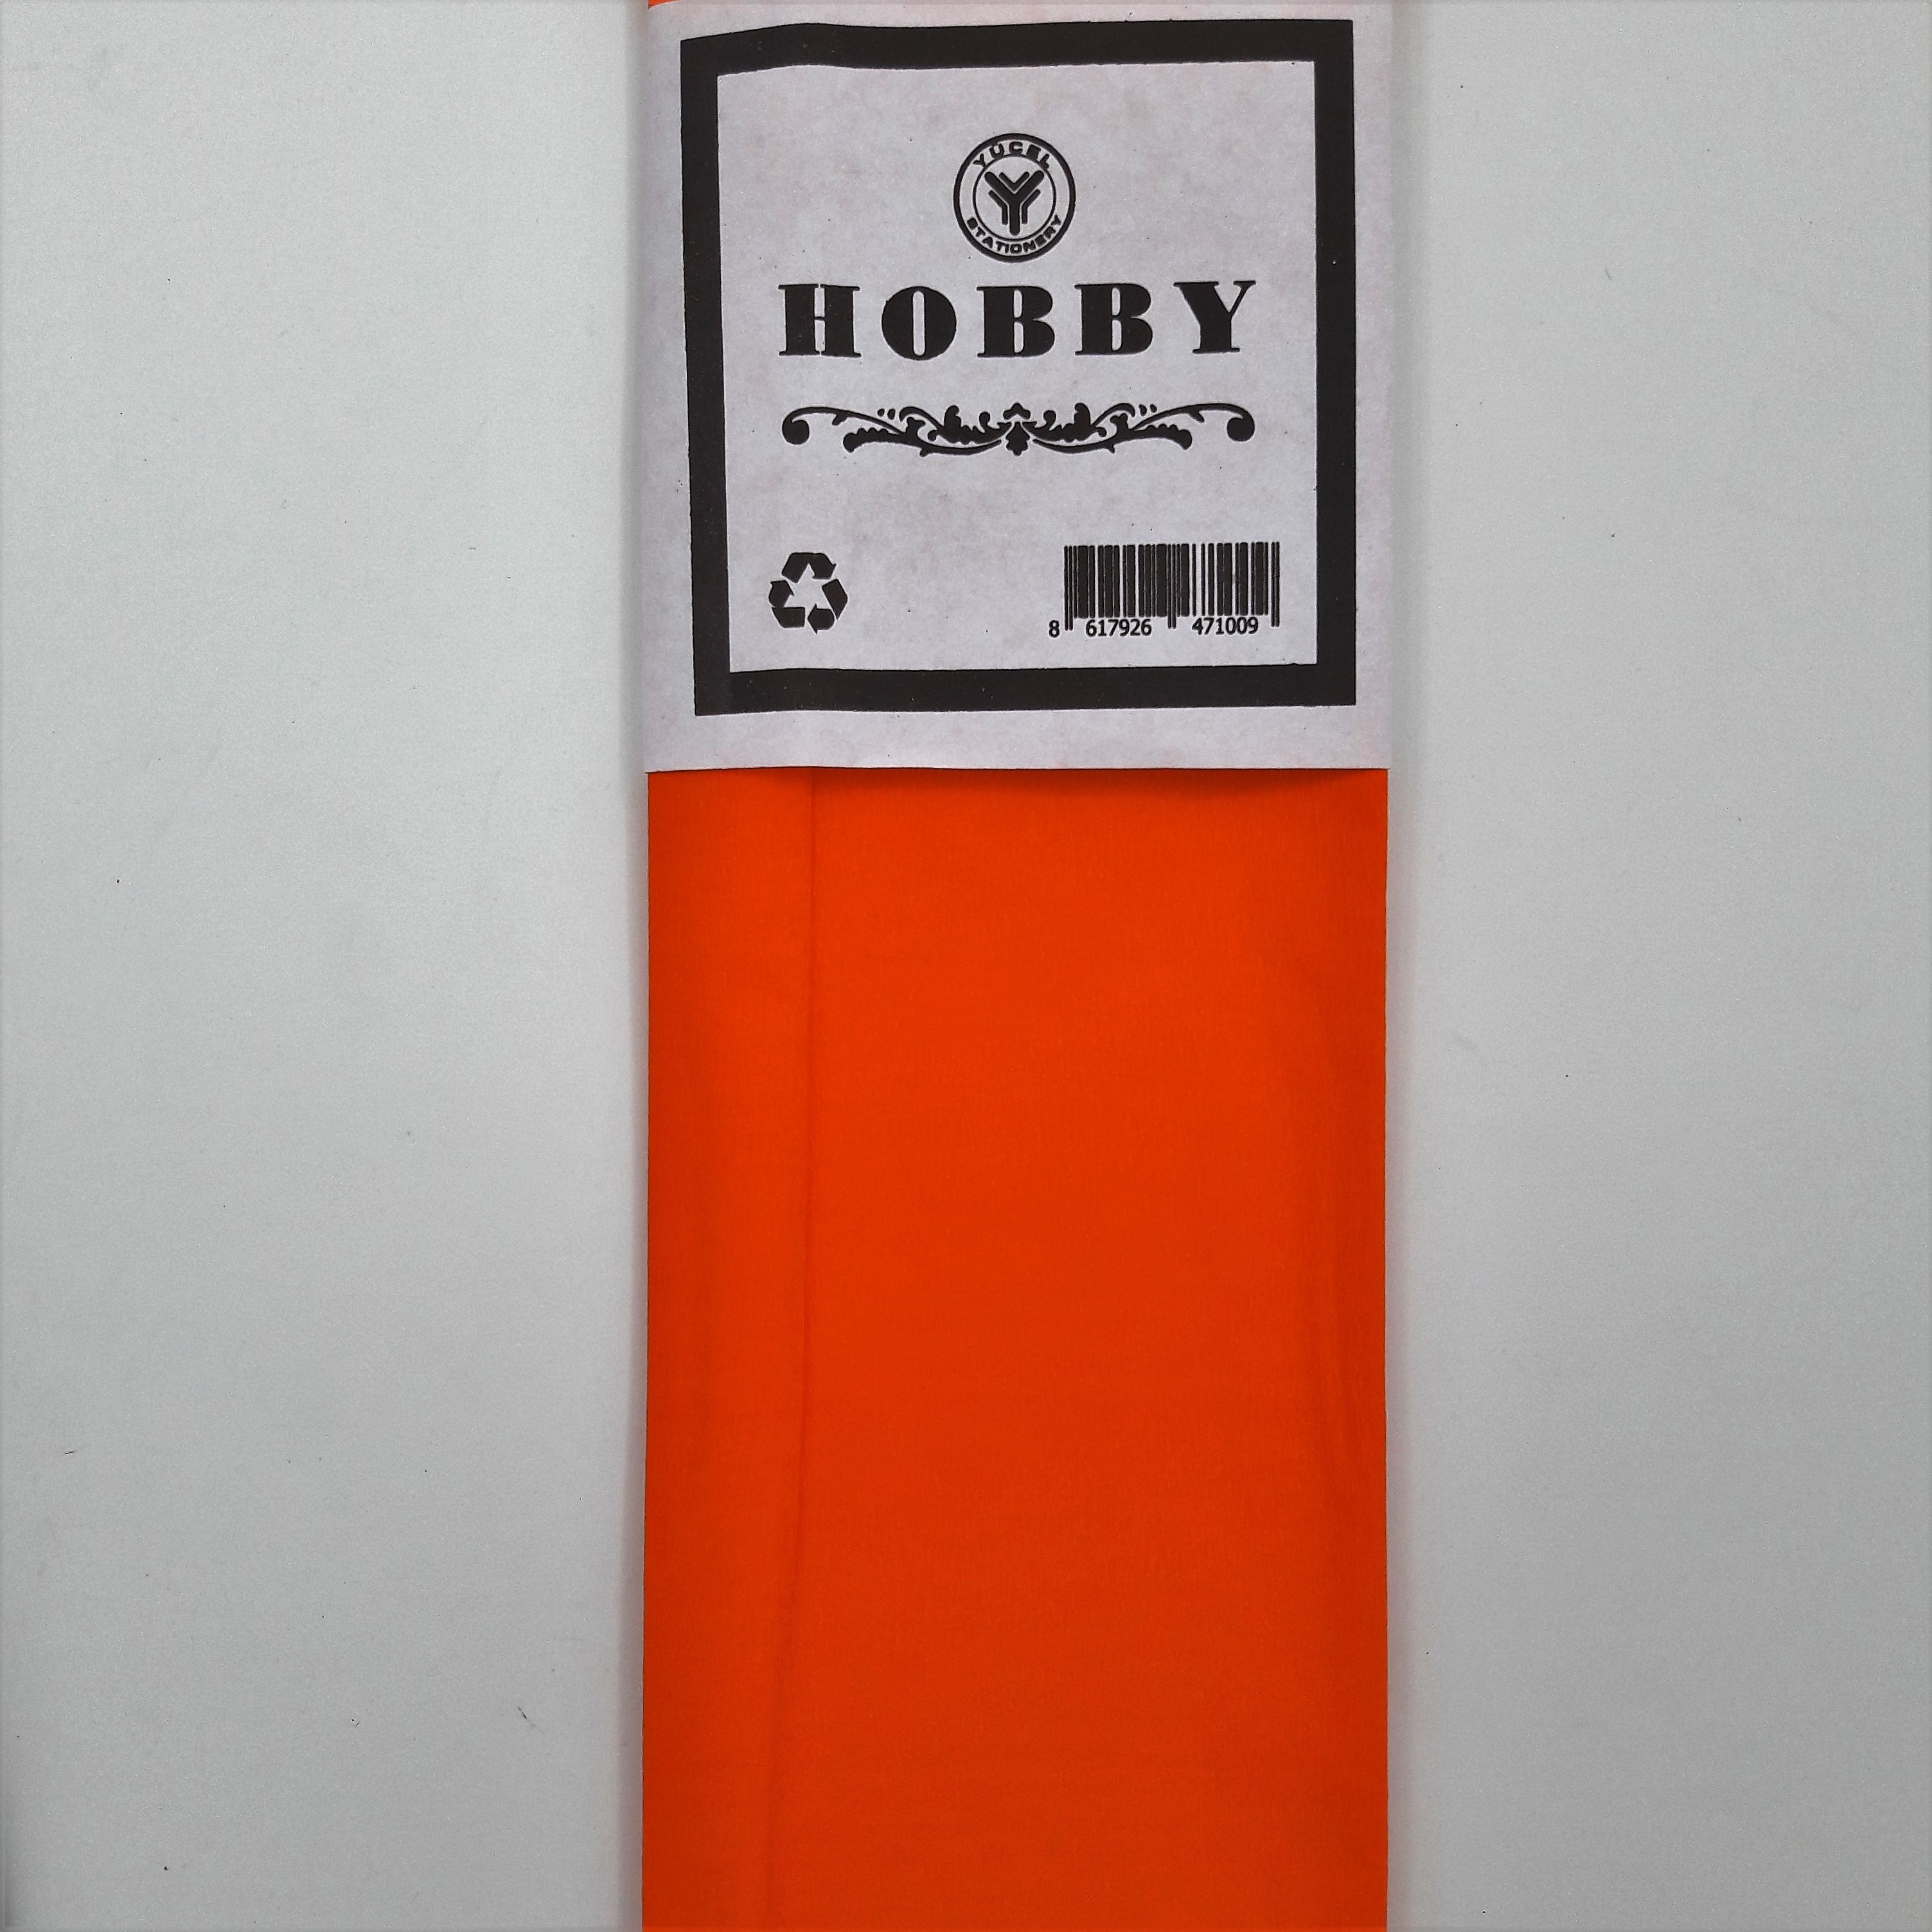 YÜCEL
STATIONERY
HOBBY
8 617926 471009